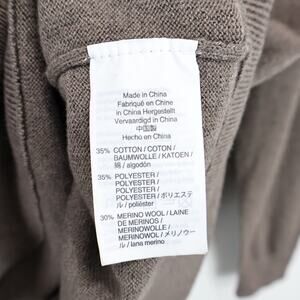 Made in China
Fabriqué en Chine
in China Hergestellt
Vervaardigd in China
中国製
Hecho en China
35% COTTON / COTON /
BAUMWOLLE / KATOEN /
綿 / algodón
35% POLYESTER /
POLYESTER /
POLYESTER /
POLYESTER / ポリエステ
ル / poliéster
30% MERINO WOOL / LAINE
DE MERINOS /
MERINOWOLLE /
MERINOWOL / メリノウー
ル / lana merino